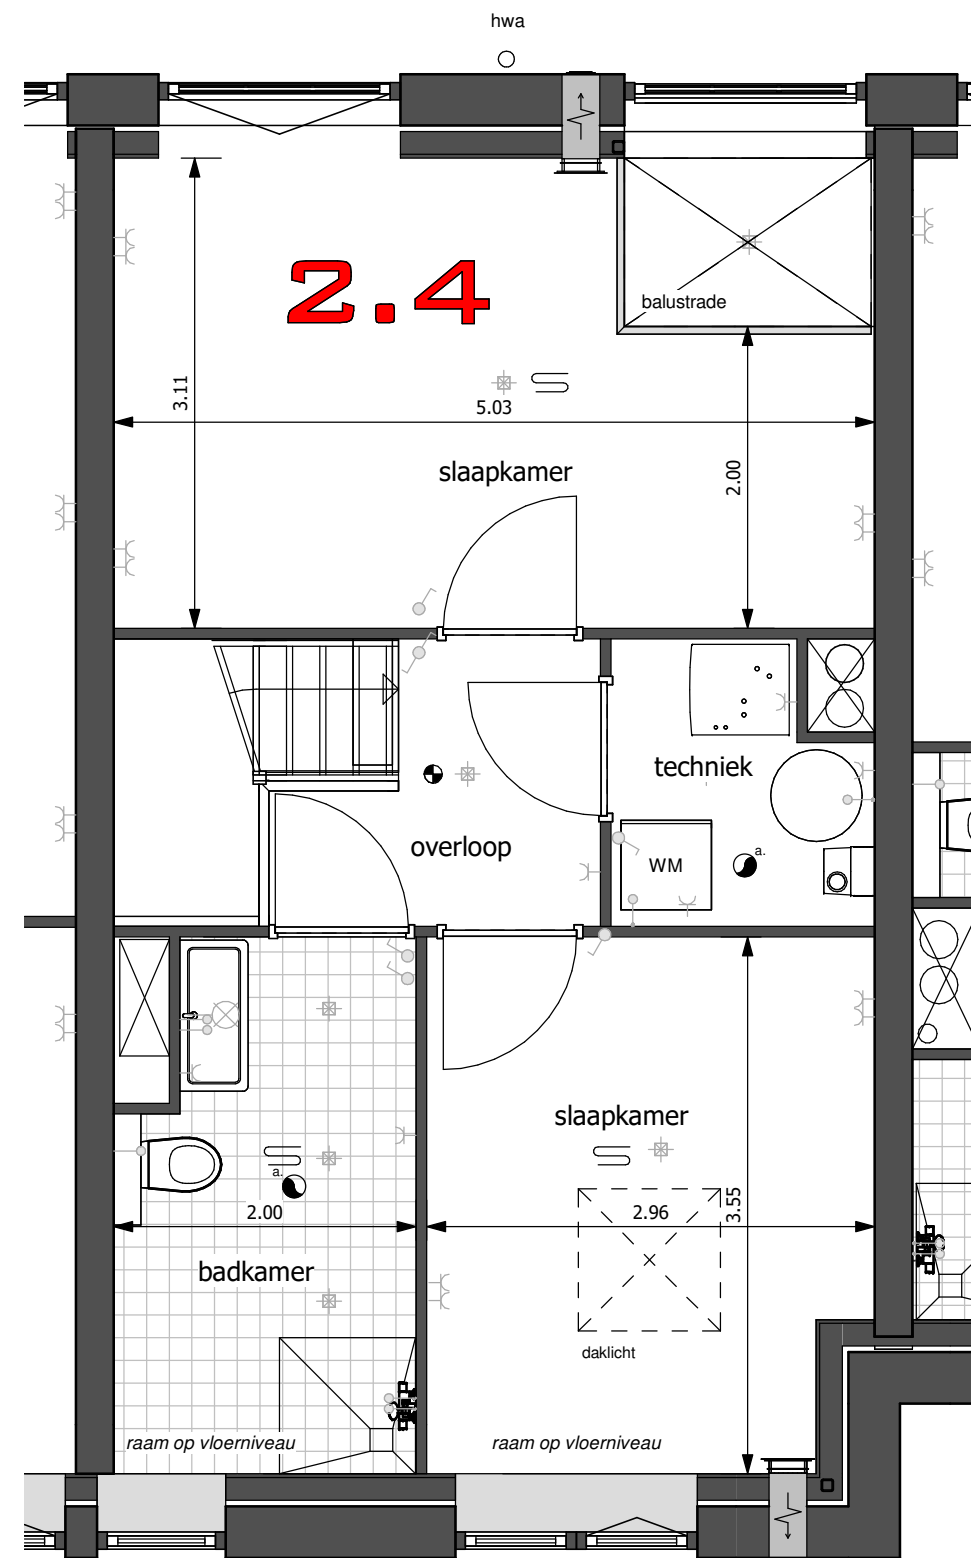 hwa
2.4
balustrade
3.11
5.03
2.00
slaapkamer
techniek
overloop
WM
a.
slaapkamer
a.
2.00
2.96
3.55
badkamer
daklicht
raam op vloerniveau
raam op vloerniveau